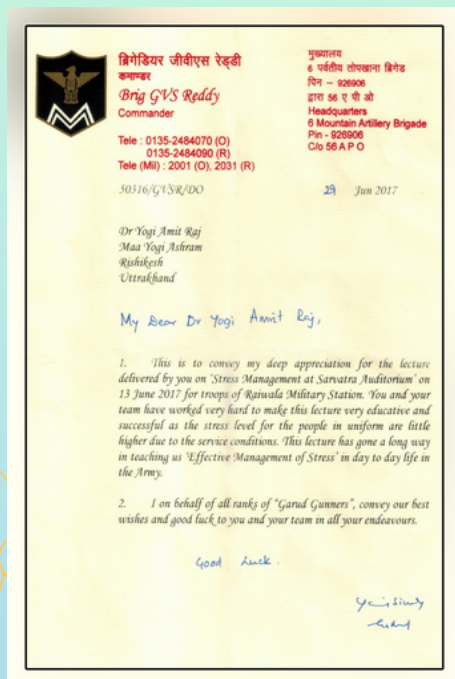 ब्रिगेडियर जीवीएस रेड्डी
कमाण्डर
Brig GVS Reddy
Commander
Tele : 0135-2484070 (O)
0135-2484090 (R)
Tele (Mil) : 2001 (O), 2031 (R)
मुख्यालय
6 पर्वतीय तोपखाना ब्रिगेड
पिन – 926906
द्वारा 56 ए पी ओ
Headquarters
6 Mountain Artillery Brigade
Pin - 926906
C/o 56 A P O
50316/GVSR/DO
29 Jun 2017
Dr Yogi Amit Raj
Maa Yogi Ashram
Rishikesh
Uttrakhand
My Dear Dr Yogi Amit Raj,
1. This is to convey my deep appreciation for the lecture
delivered by you on 'Stress Management at Sarvatra Auditorium' on
13 June 2017 for troops of Raiwala Military Station. You and your
team have worked very hard to make this lecture very educative and
successful as the stress level for the people in uniform are little
higher due to the service conditions. This lecture has gone a long way
in teaching us 'Effective Management of Stress' in day to day life in
the Army.
2. I on behalf of all ranks of "Garud Gunners", convey our best
wishes and good luck to you and your team in all your endeavours.
Good Luck.